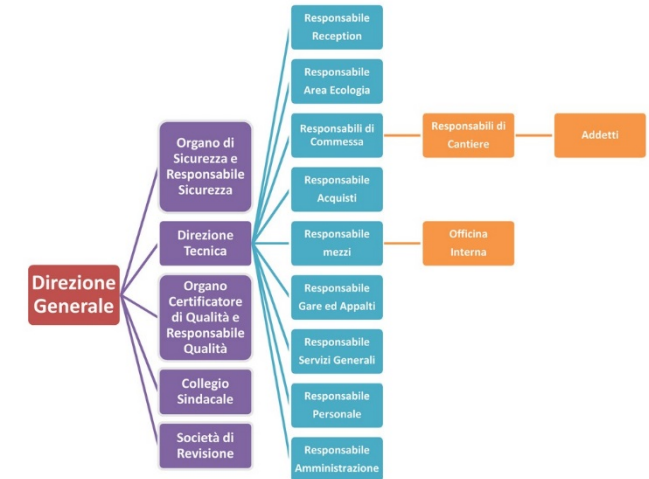 Direzione
Generale
Organo di
Sicurezza e
Responsabile
Sicurezza
Direzione
Tecnica
Organo
Certificatore
di Qualità e
Responsabile
Qualità
Collegio
Sindacale
Società di
Revisione
Responsabile
Reception
Responsabile
Area Ecologia
Responsabili di
Commessa
Responsabile
Acquisti
Responsabile
mezzi
Responsabile
Gare ed Appalti
Responsabile
Servizi Generali
Responsabile
Personale
Responsabile
Amministrazione
Responsabili di
Cantiere
Addetti
Officina
Interna